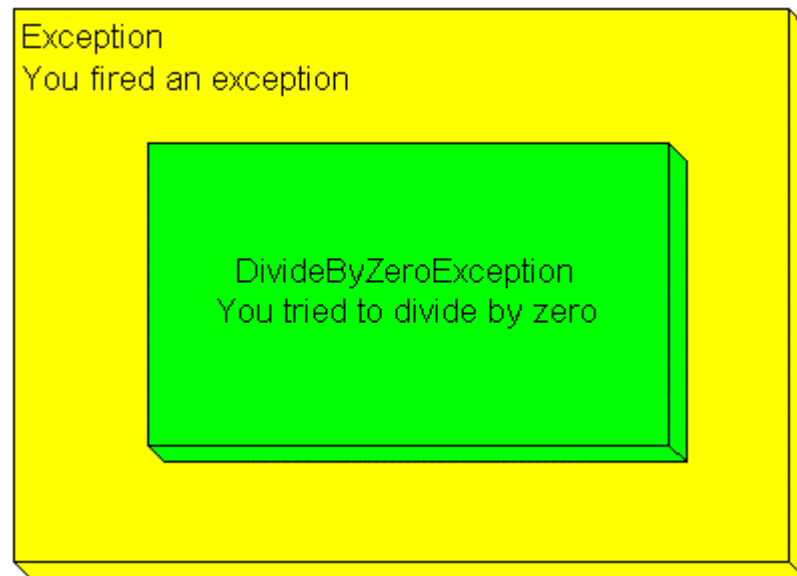 Exception
You fired an exception
DivideByZeroException
You tried to divide by zero